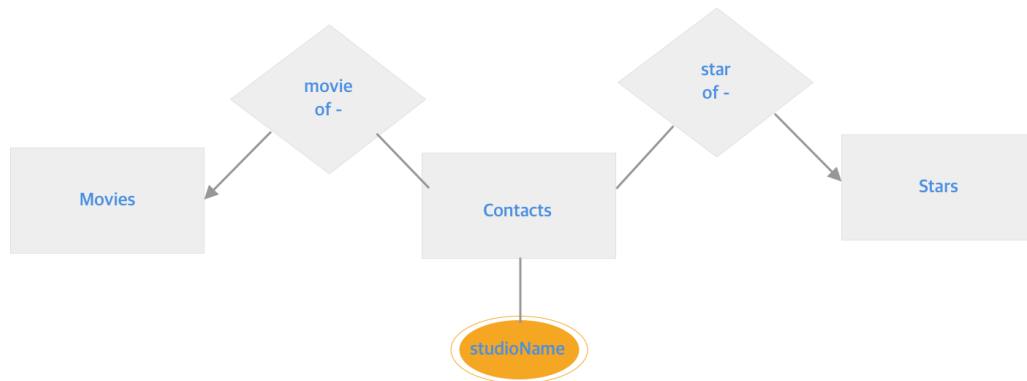 movie
of -
star
of -
Movies
Contacts
Stars
studioName